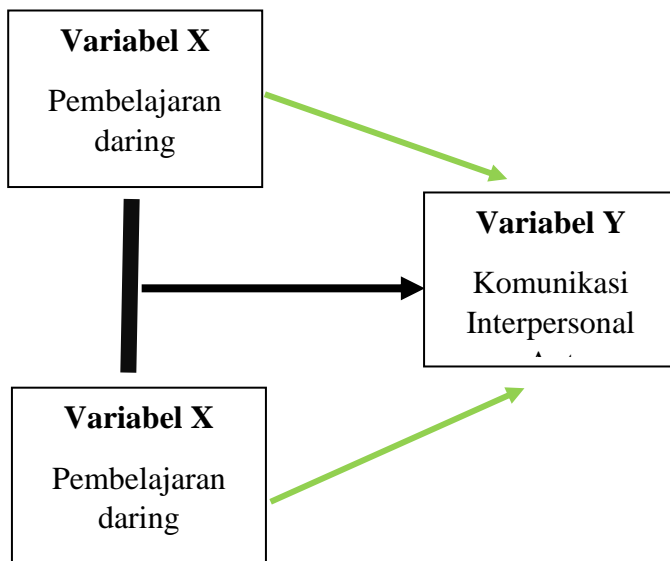 Variabel X
Pembelajaran
daring
Variabel Y
Komunikasi
Interpersonal
Variabel X
Pembelajaran
daring